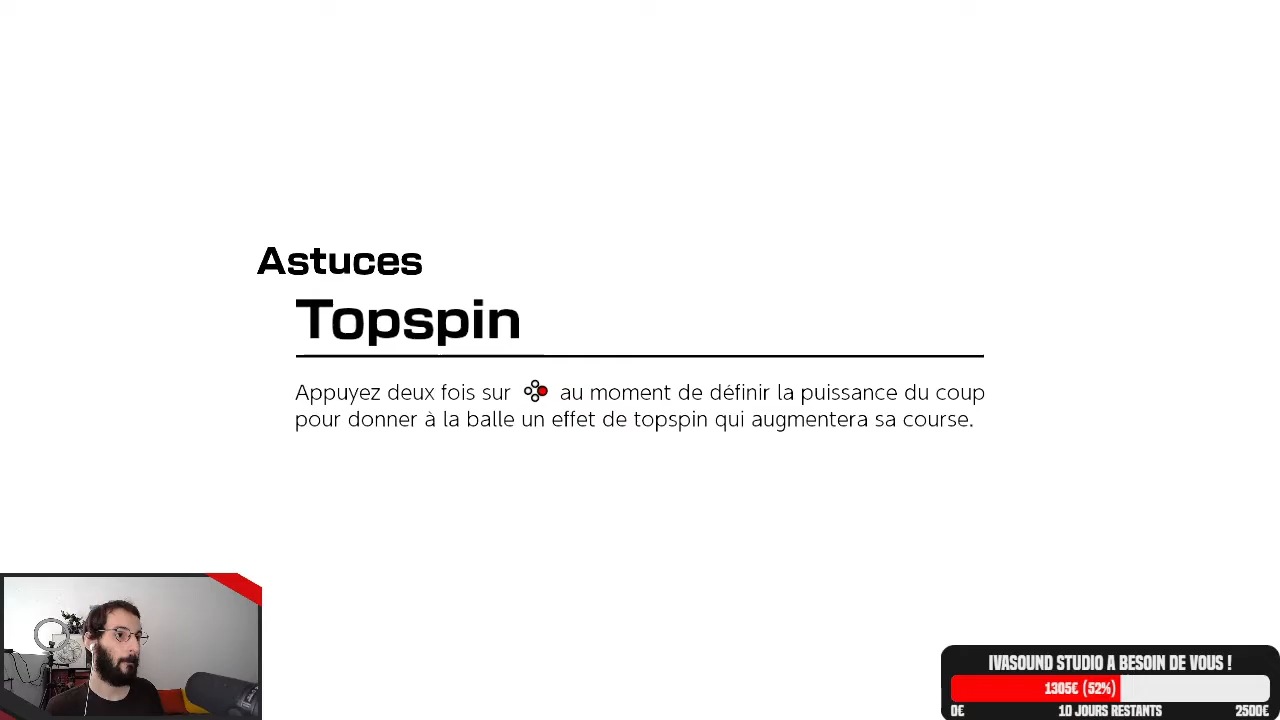 Astuces
Topspin
Appuyez deux fois sur au moment de définir la puissance du coup
pour donner à la balle un effet de topspin qui augmentera sa course.
IVASOUND STUDIO A BESOIN DE VOUS !
1305€ (52%)
0€ 10 JOURS RESTANTS 2500€